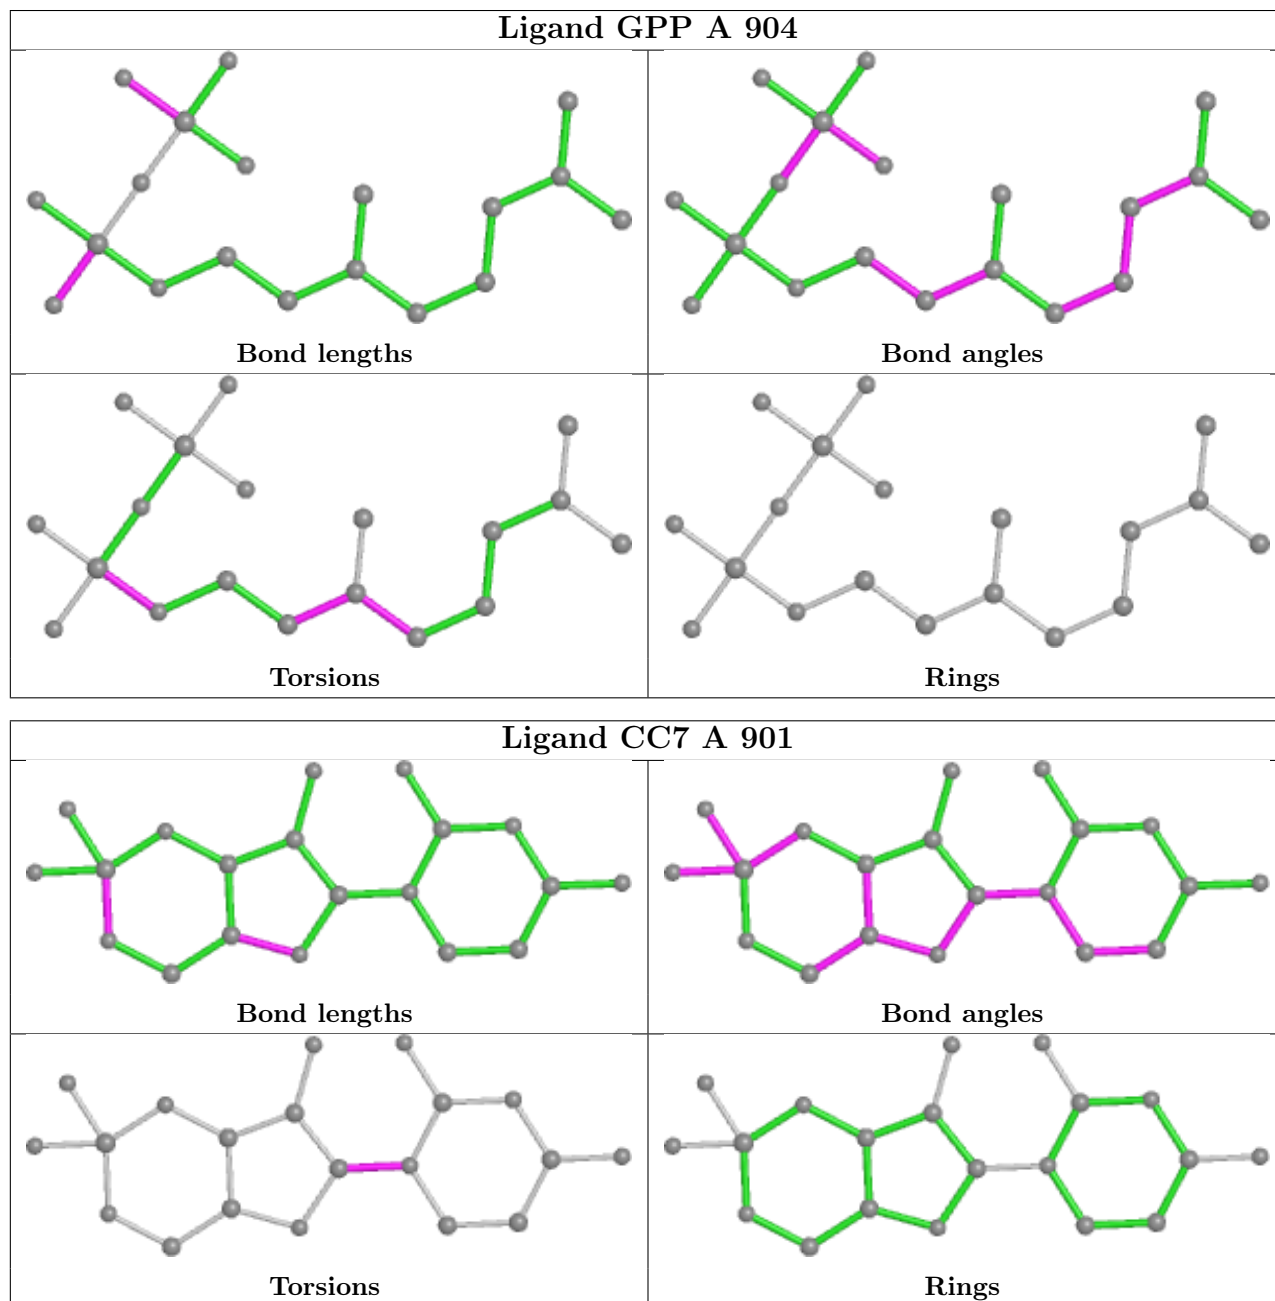 Ligand GPP A 904
Bond lengths
Bond angles
Torsions
Rings
Ligand CC7 A 901
Bond lengths
Bond angles
Torsions
Rings